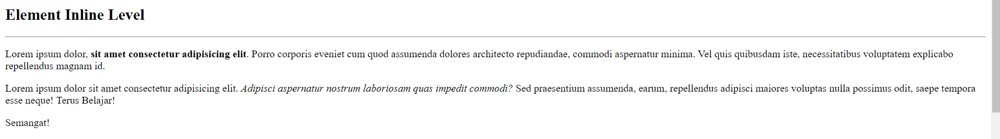 Element Inline Level
Lorem ipsum dolor, sit amet consectetur adipisicing elit. Porro corporis eveniet cum quod assumenda dolores architecto repudiandae, commodi aspernatur minima. Vel quis quibusdam iste, necessitatibus voluptatem explicabo
repellendus magnam id.
Lorem ipsum dolor sit amet consectetur adipisicing elit. Adipisci aspernatur nostrum laboriosam quas impedit commodi? Sed praesentium assumenda, earum, repellendus adipisci maiores voluptas nulla possimus odit, saepe tempora
esse neque! Terus Belajar!
Semangat!